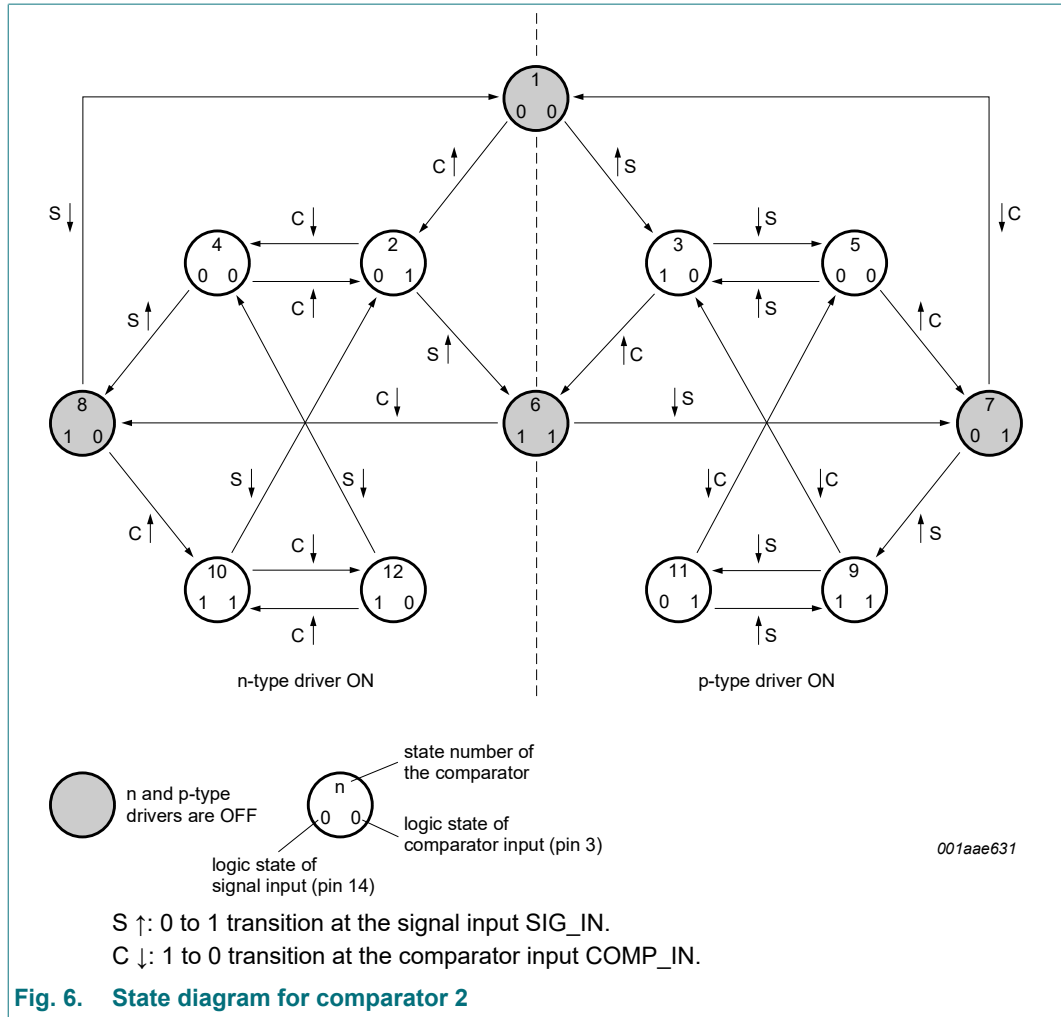 1
0 0
C↑
↑S
S↓
↓C
4
0 0
C↓
C↑
2
0 1
3
1 0
↓S
↑S
5
0 0
S↑
S↑
↑C
↑C
8
1 0
C↓
6
1 1
↓S
7
0 1
S↓
S↓
↓C
↓C
C↑
↑S
10
1 1
C↓
C↑
12
1 0
11
0 1
↓S
↑S
9
1 1
n-type driver ON
p-type driver ON
n and p-type
drivers are OFF
n
0 0
state number of
the comparator
logic state of
comparator input (pin 3)
logic state of
signal input (pin 14)
001aae631
S ↑: 0 to 1 transition at the signal input SIG_IN.
C ↓: 1 to 0 transition at the comparator input COMP_IN.
Fig. 6. State diagram for comparator 2